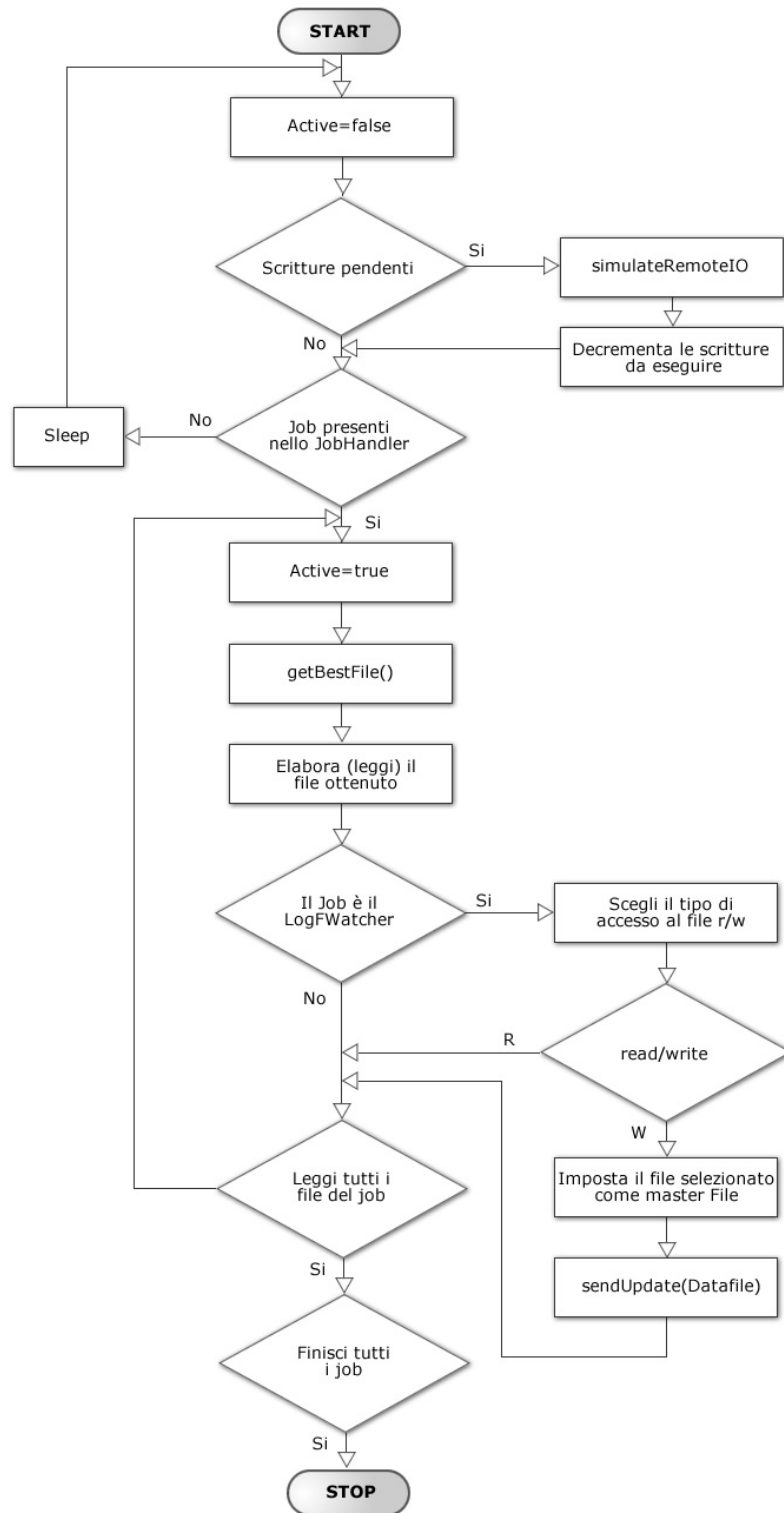 START
Active=false
Scritture pendenti
Si
simulateRemoteIO
No
Decrementa le scritture
da eseguire
Job presenti
nello JobHandler
No
Sleep
Si
Active=true
getBestFile()
Elabora (leggi) il
file ottenuto
Il Job è il
LogFWatcher
Si
Scegli il tipo di
accesso al file r/w
No
R
read/write
W
Imposta il file selezionato
come master File
Leggi tutti i
file del job
sendUpdate(Datafile)
Si
Finisci tutti
i job
Si
STOP